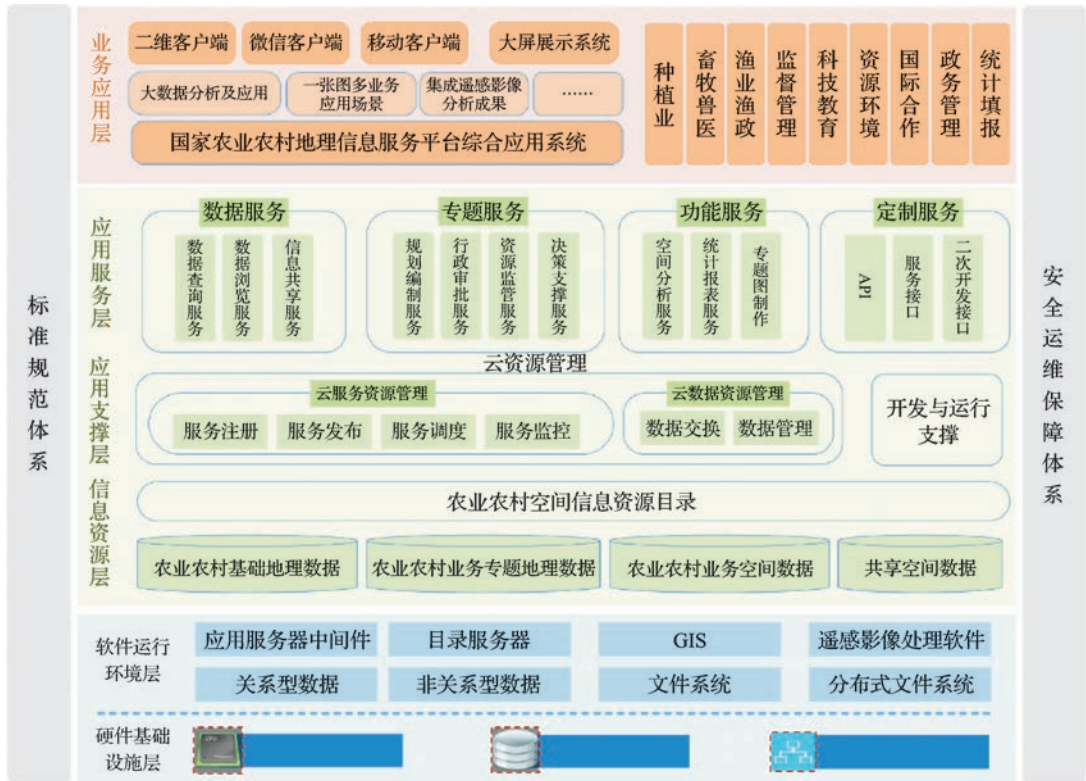 标准规范体系
业务应用层
二维客户端
微信客户端
移动客户端
大屏展示系统
大数据分析及应用
一张图多业务
应用场景
集成遥感影像
分析成果
……
国家农业农村地理信息服务平台综合应用系统
种植业
畜牧兽医
渔业渔政
监督管理
科技教育
资源环境
国际合作
政务管理
统计填报
应用服务层
数据服务
数据查询服务
数据浏览服务
信息共享服务
专题服务
规划编制服务
行政审批服务
资源监管服务
决策支撑服务
功能服务
空间分析服务
统计报表服务
专题图制作
定制服务
API
服务接口
二次开发接口
应用支撑层
云资源管理
云服务资源管理
服务注册
服务发布
服务调度
服务监控
云数据资源管理
数据交换
数据管理
开发与运行
支撑
信息资源层
农业农村空间信息资源目录
农业农村基础地理数据
农业农村业务专题地理数据
农业农村业务空间数据
共享空间数据
软件运行
环境层
应用服务器中间件
目录服务器
GIS
遥感影像处理软件
关系型数据
非关系型数据
文件系统
分布式文件系统
硬件基础
设施层
安全运维保障体系